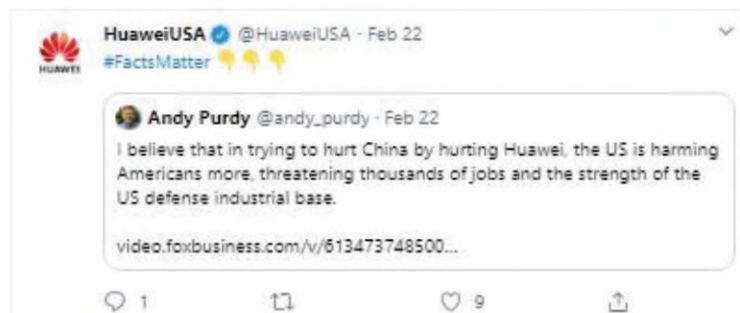 HuaweiUSA @HuaweiUSA · Feb 22
HUAWEI
#FactsMatter
Andy Purdy @andy_purdy · Feb 22
I believe that in trying to hurt China by hurting Huawei, the US is harming
Americans more, threatening thousands of jobs and the strength of the
US defense industrial base.
video.foxbusiness.com/v/613473748500...
1 9